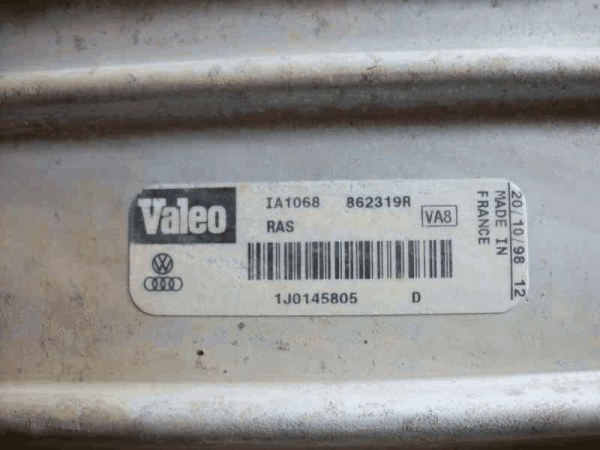 Valeo
IA1068 862319R
RAS
VA8
1J0145805 D
20/10/98 12
MADE IN
FRANCE